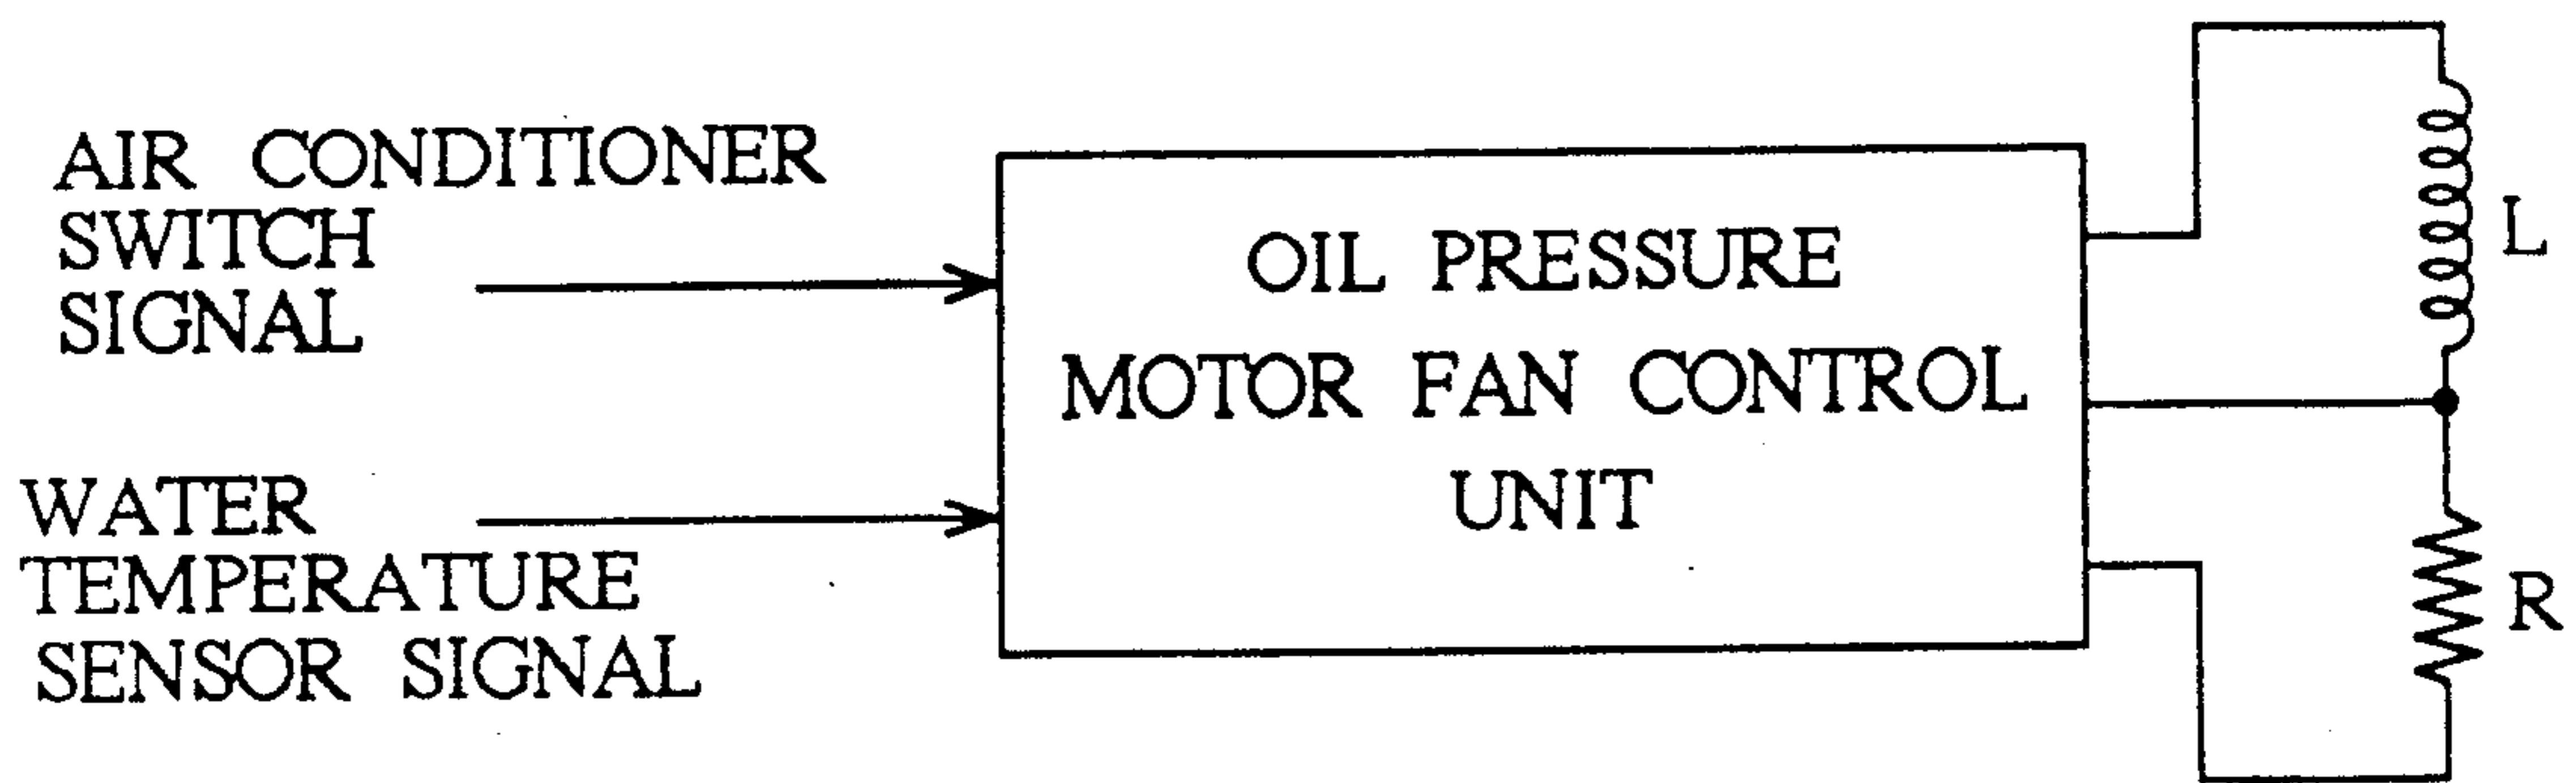 AIR CONDITIONER
SWITCH
SIGNAL
WATER
TEMPERATURE
SENSOR SIGNAL
OIL PRESSURE
MOTOR FAN CONTROL
UNIT
L
R